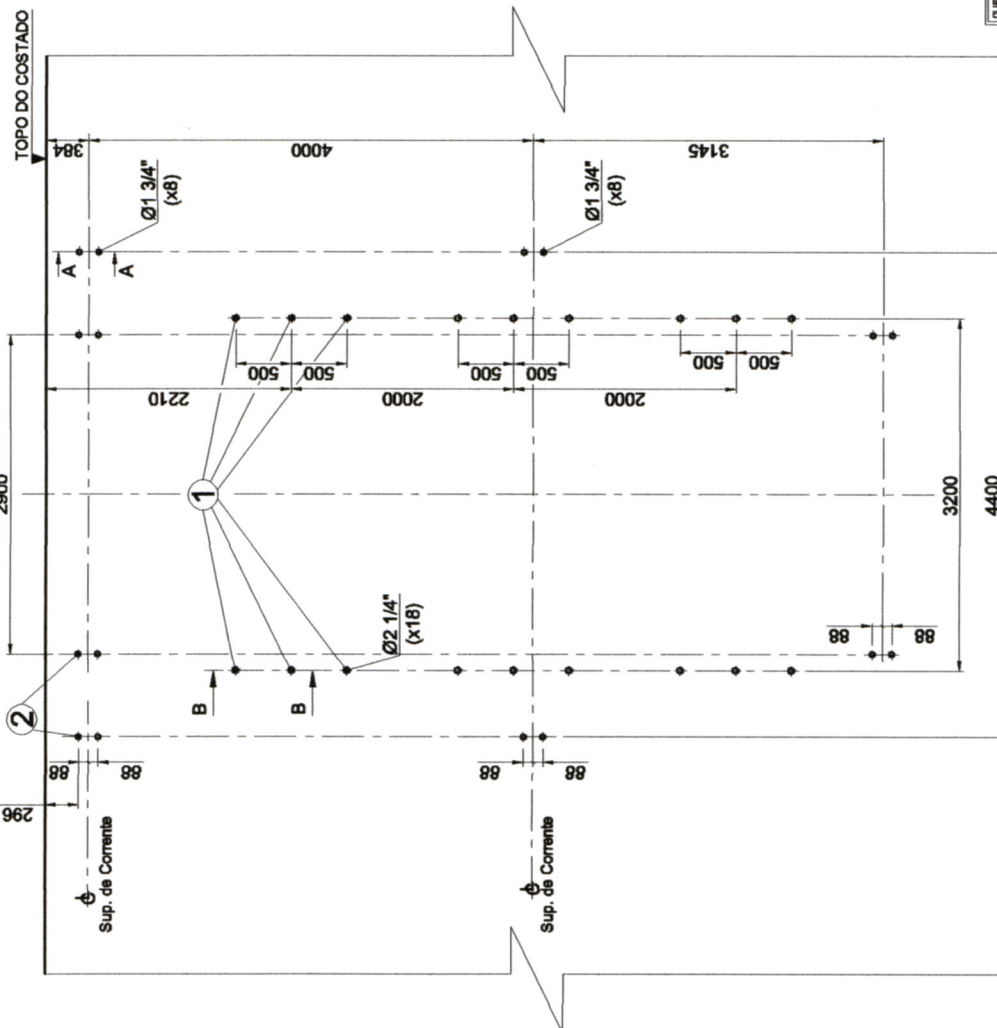 TOPO DO COSTADO
384
4000
3145
Ø1 3/4"
(x8)
Ø1 3/4"
(x8)
A
A
2900
500
500
500
500
500
500
2210
2000
2000
1
2
Ø2 1/4"
(x18)
B
B
3200
4400
88
88
88
88
88
88
296
Sup. de Corrente
Sup. de Corrente